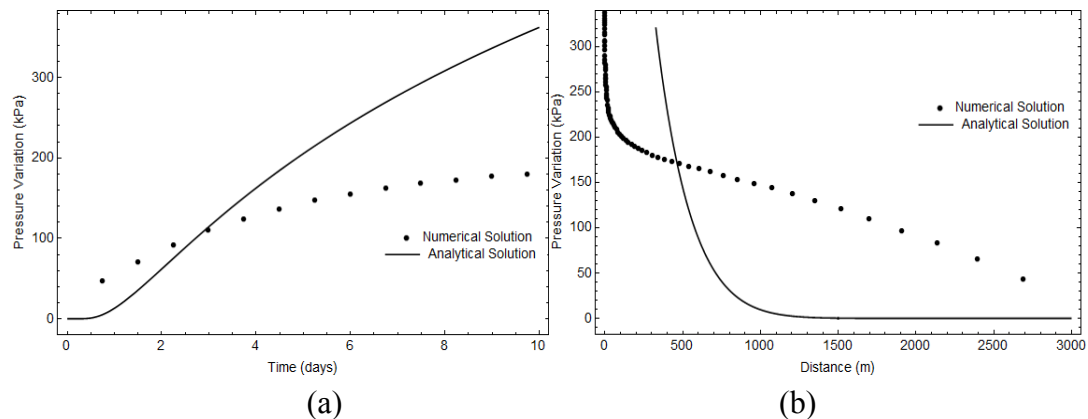 Pressure Variation (kPa)
300
200
100
0
Numerical Solution
Analytical Solution
0
2
4
6
8
10
Time (days)
(a)
Pressure Variation (kPa)
300
250
200
150
100
50
0
Numerical Solution
Analytical Solution
0
500
1000
1500
2000
2500
3000
Distance (m)
(b)